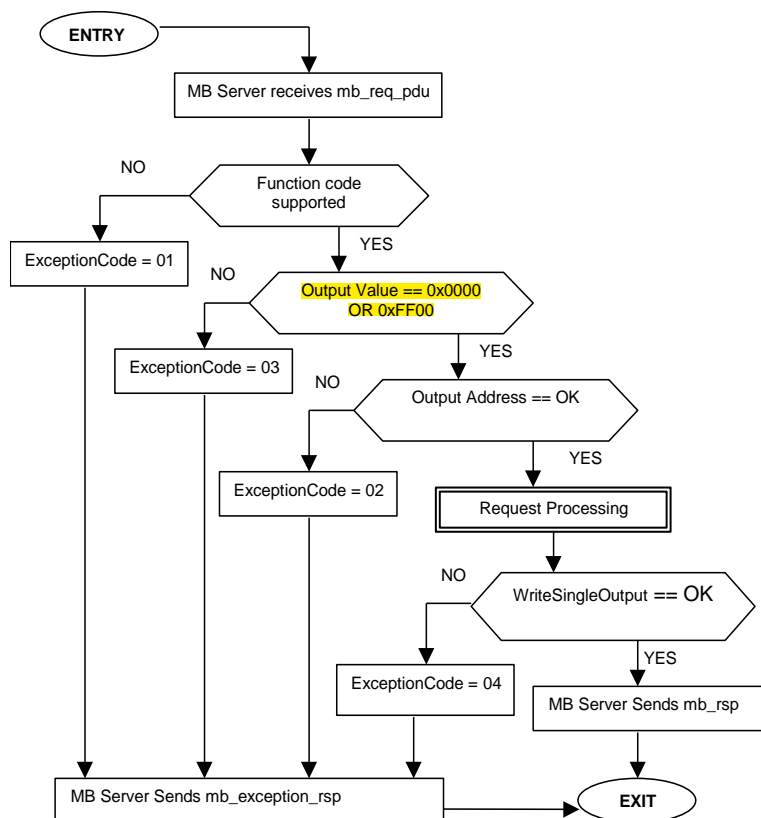 ENTRY
MB Server receives mb_req_pdu
NO
Function code
supported
YES
ExceptionCode = 01
NO
Output Value == 0x0000
OR 0xFF00
YES
ExceptionCode = 03
NO
Output Address == OK
YES
ExceptionCode = 02
Request Processing
NO
WriteSingleOutput == OK
YES
ExceptionCode = 04
MB Server Sends mb_rsp
MB Server Sends mb_exception_rsp
EXIT